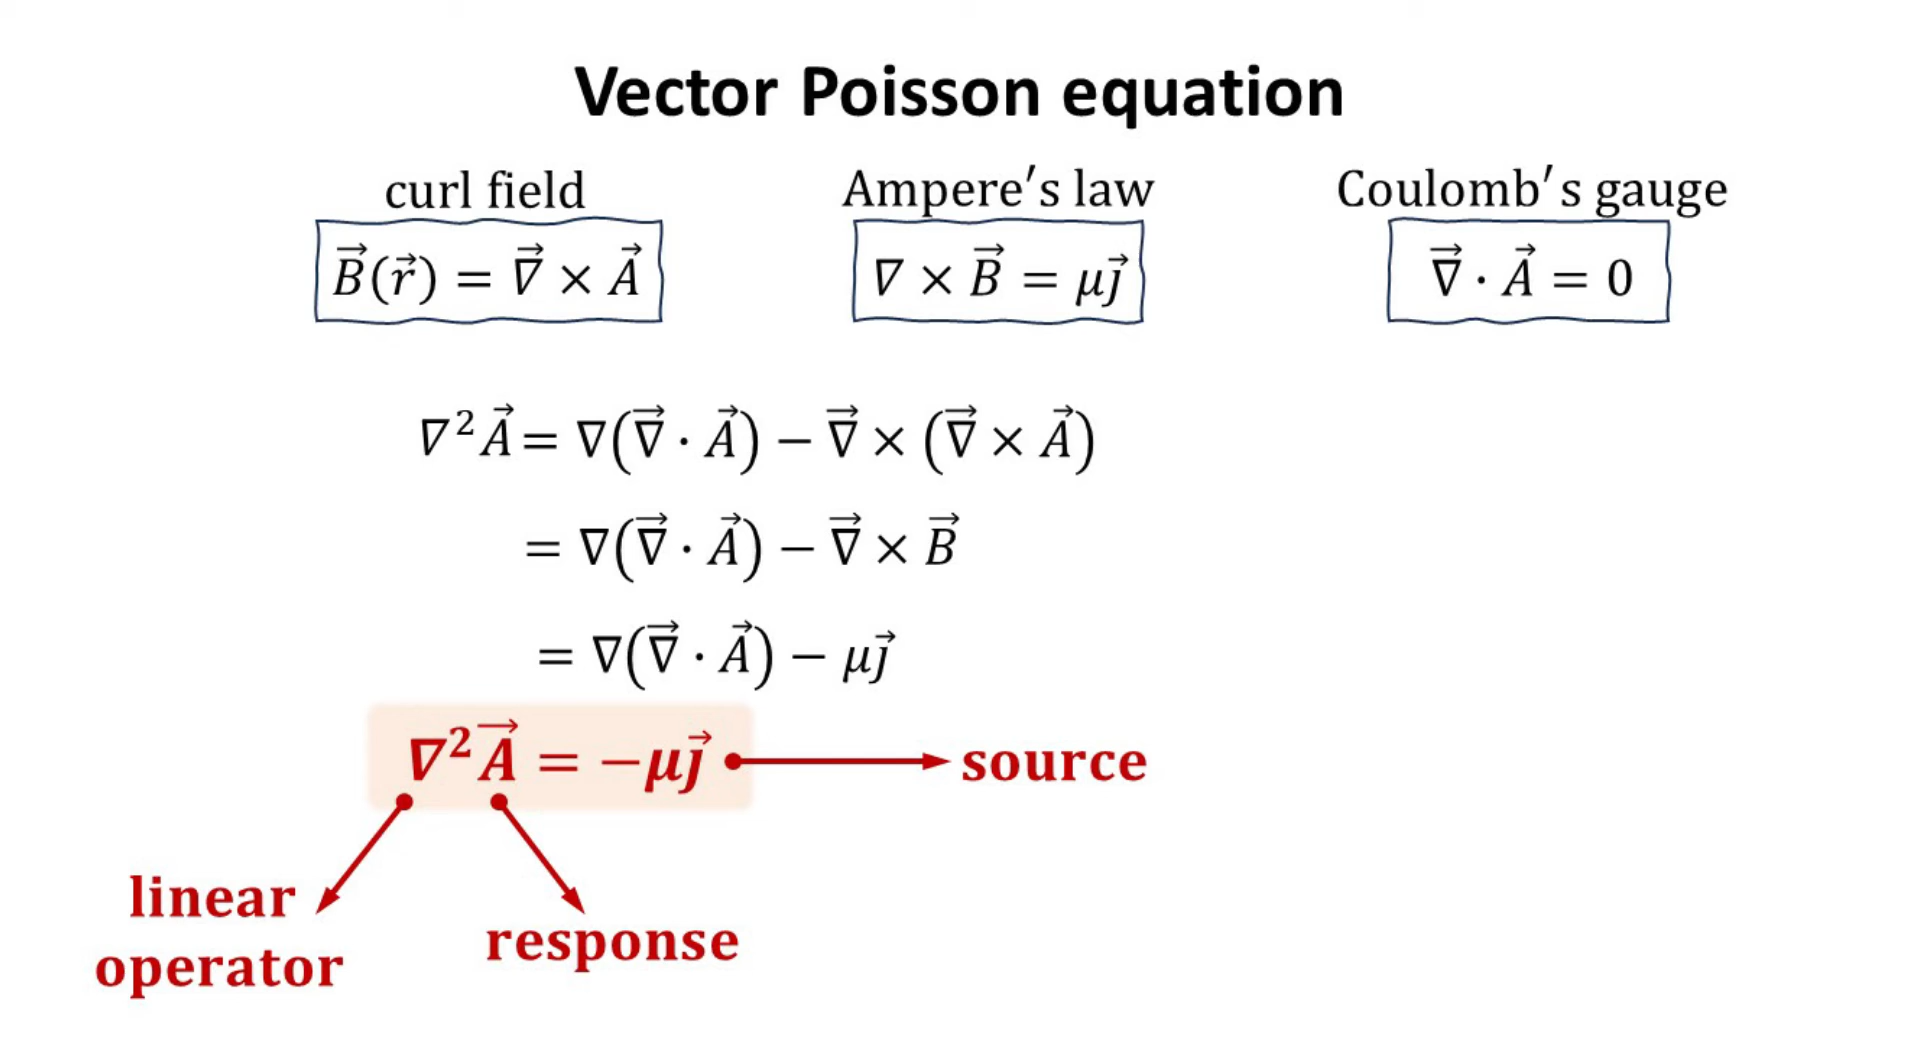 Vector Poisson equation
curl field
Ampere′s law
Coulomb′s gauge
B⃗(r⃗) = ∇⃗ × A⃗
∇ × B⃗ = μj⃗
∇⃗ · A⃗ = 0
∇²A⃗ = ∇(∇⃗ · A⃗) − ∇⃗ × (∇⃗ × A⃗)
= ∇(∇⃗ · A⃗) − ∇⃗ × B⃗
= ∇(∇⃗ · A⃗) − μj⃗
∇²A⃗ = −μj⃗
source
linear
operator
response